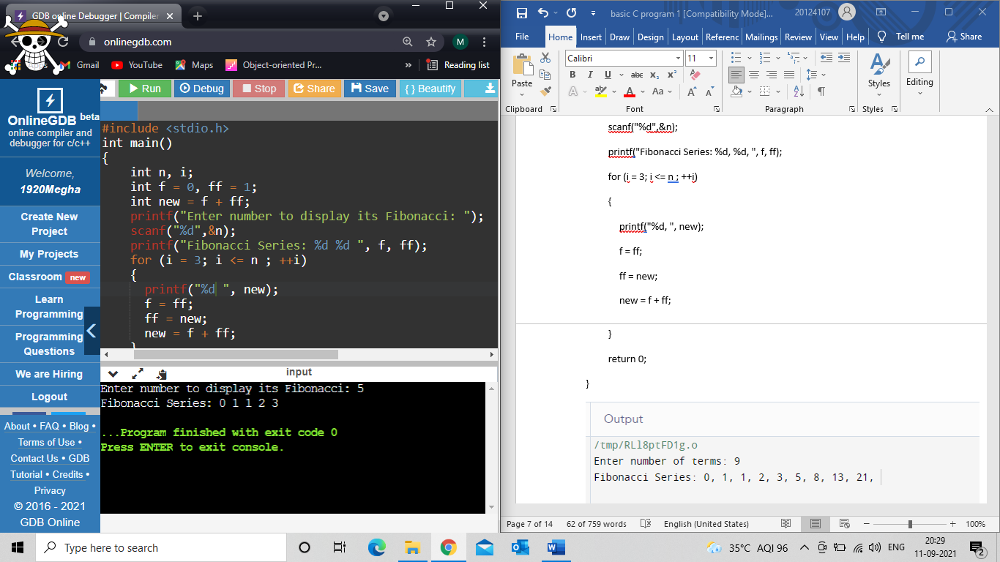 GDB online Debugger | Compiler
onlinegdb.com
M
Gmail
YouTube
Maps
Object-oriented Pr...
»
Reading list
Run
Debug
Stop
Share
Save
{ } Beautify
OnlineGDB beta
online compiler and
debugger for c/c++
Welcome,
1920Megha
Create New
Project
My Projects
Classroom new
Learn
Programming
Programming
Questions
We are Hiring
Logout
About • FAQ • Blog •
Terms of Use •
Contact Us • GDB
Tutorial • Credits •
Privacy
© 2016 - 2021
GDB Online
#include <stdio.h>
int main()
{
int n, i;
int f = 0, ff = 1;
int new = f + ff;
printf("Enter number to display its Fibonacci: ");
scanf("%d",&n);
printf("Fibonacci Series: %d %d ", f, ff);
for (i = 3; i <= n ; ++i)
{
printf("%d ", new);
f = ff;
ff = new;
new = f + ff;
}
input
Enter number to display its Fibonacci: 5
Fibonacci Series: 0 1 1 2 3
...Program finished with exit code 0
Press ENTER to exit console.
basic C program 1 [Compatibility Mode]...
20124107
File
Home
Insert
Draw
Design
Layout
Referenc
Mailings
Review
View
Help
Tell me
Share
Paste
Clipboard
Calibri
11
B I U abc x₂ x²
A ab A Aa A A
Font
Paragraph
Styles
Styles
Editing
scanf("%d",&n);
printf("Fibonacci Series: %d, %d, ", f, ff);
for (i = 3; i <= n ; ++i)
{
printf("%d, ", new);
f = ff;
ff = new;
new = f + ff;
}
return 0;
}
Output
/tmp/RLl8ptFD1g.o
Enter number of terms: 9
Fibonacci Series: 0, 1, 1, 2, 3, 5, 8, 13, 21,
Page 7 of 14
62 of 759 words
English (United States)
100%
Type here to search
35°C AQI 96
ENG
20:29
11-09-2021
2